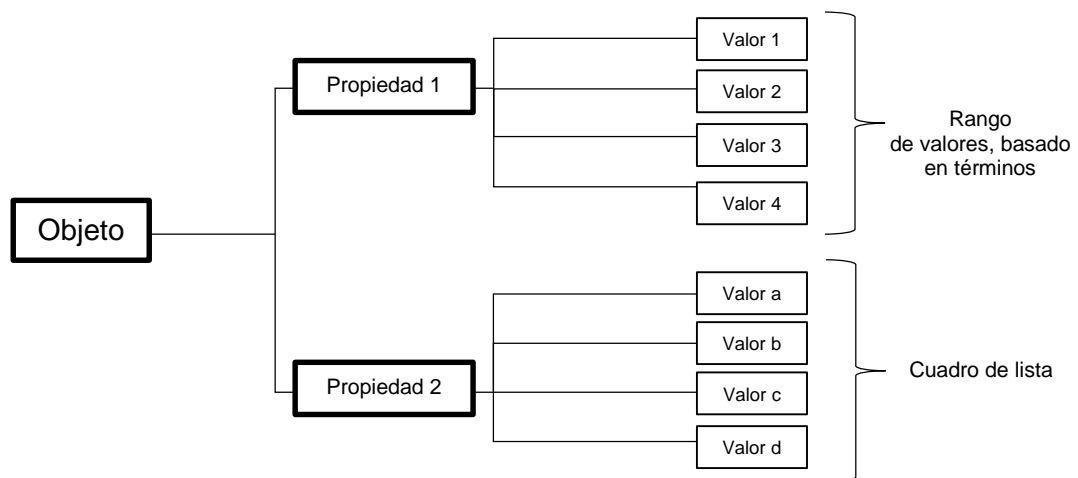 Objeto
Propiedad 1
Valor 1
Valor 2
Valor 3
Valor 4
Rango
de valores, basado
en términos
Propiedad 2
Valor a
Valor b
Valor c
Valor d
Cuadro de lista